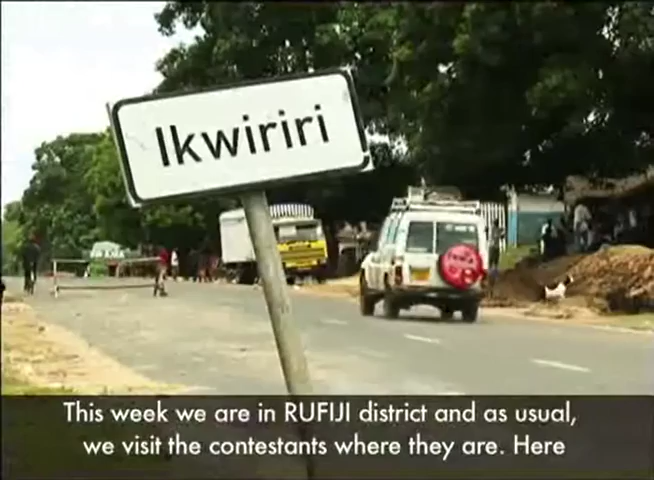 Ikwiriri
This week we are in RUFIJI district and as usual,
we visit the contestants where they are. Here